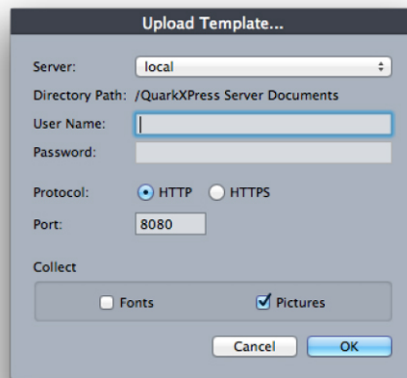 Upload Template...
Server: local
Directory Path: /QuarkXPress Server Documents
User Name:
Password:
Protocol: HTTP HTTPS
Port: 8080
Collect
Fonts Pictures
Cancel OK